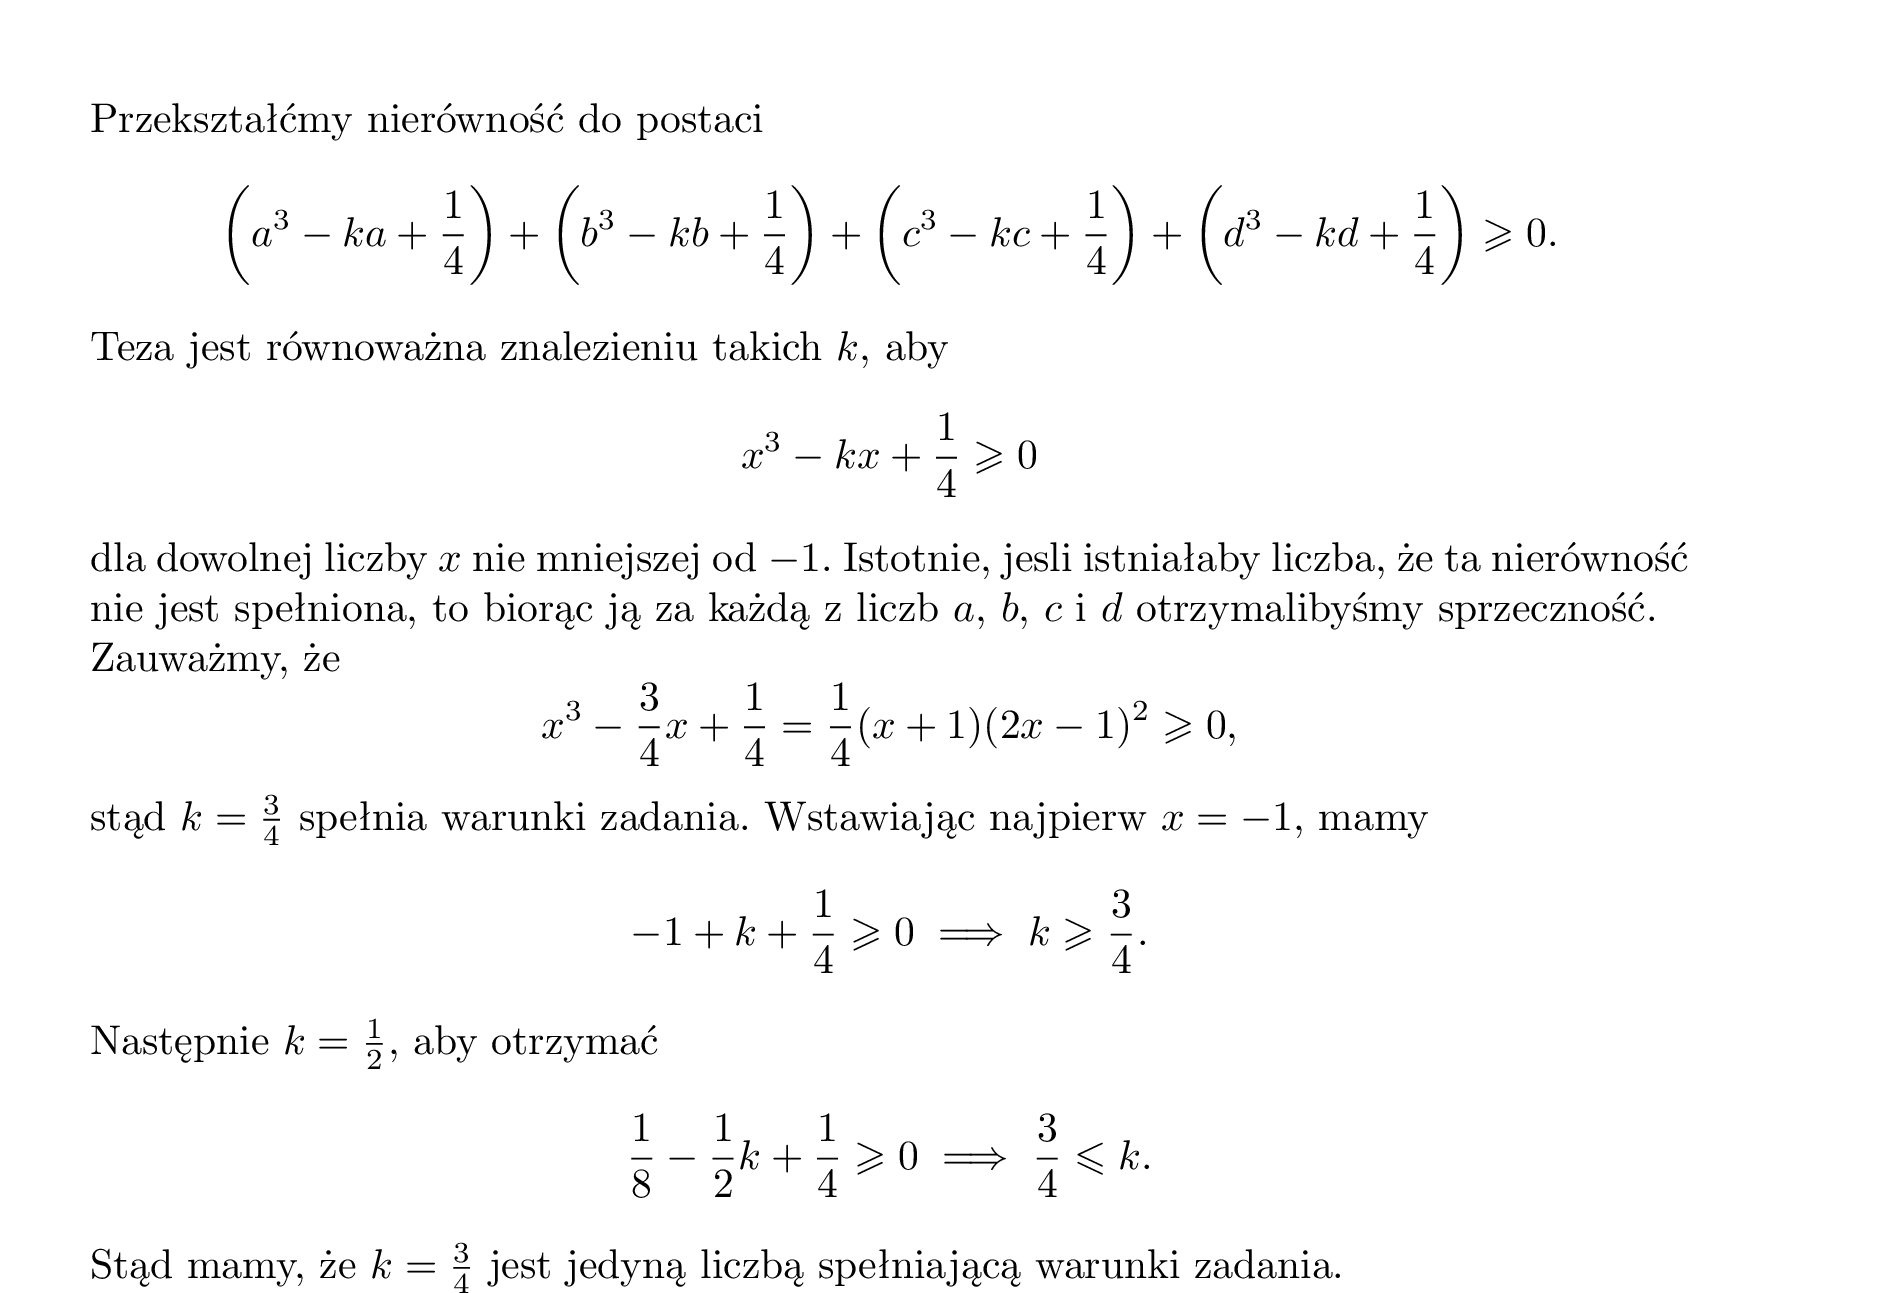 Przekształćmy nierówność do postaci
$$\left(a^3 - ka + \frac{1}{4}\right) + \left(b^3 - kb + \frac{1}{4}\right) + \left(c^3 - kc + \frac{1}{4}\right) + \left(d^3 - kd + \frac{1}{4}\right) \geqslant 0.$$
Teza jest równoważna znalezieniu takich $k$, aby
$$x^3 - kx + \frac{1}{4} \geqslant 0$$
dla dowolnej liczby $x$ nie mniejszej od $-1$. Istotnie, jesli istniałaby liczba, że ta nierówność
nie jest spełniona, to biorąc ją za każdą z liczb $a$, $b$, $c$ i $d$ otrzymalibyśmy sprzeczność.
Zauważmy, że
$$x^3 - \frac{3}{4}x + \frac{1}{4} = \frac{1}{4}(x + 1)(2x - 1)^2 \geqslant 0,$$
stąd $k = \frac{3}{4}$ spełnia warunki zadania. Wstawiając najpierw $x = -1$, mamy
$$-1 + k + \frac{1}{4} \geqslant 0 \implies k \geqslant \frac{3}{4}.$$
Następnie $k = \frac{1}{2}$, aby otrzymać
$$\frac{1}{8} - \frac{1}{2}k + \frac{1}{4} \geqslant 0 \implies \frac{3}{4} \leqslant k.$$
Stąd mamy, że $k = \frac{3}{4}$ jest jedyną liczbą spełniającą warunki zadania.